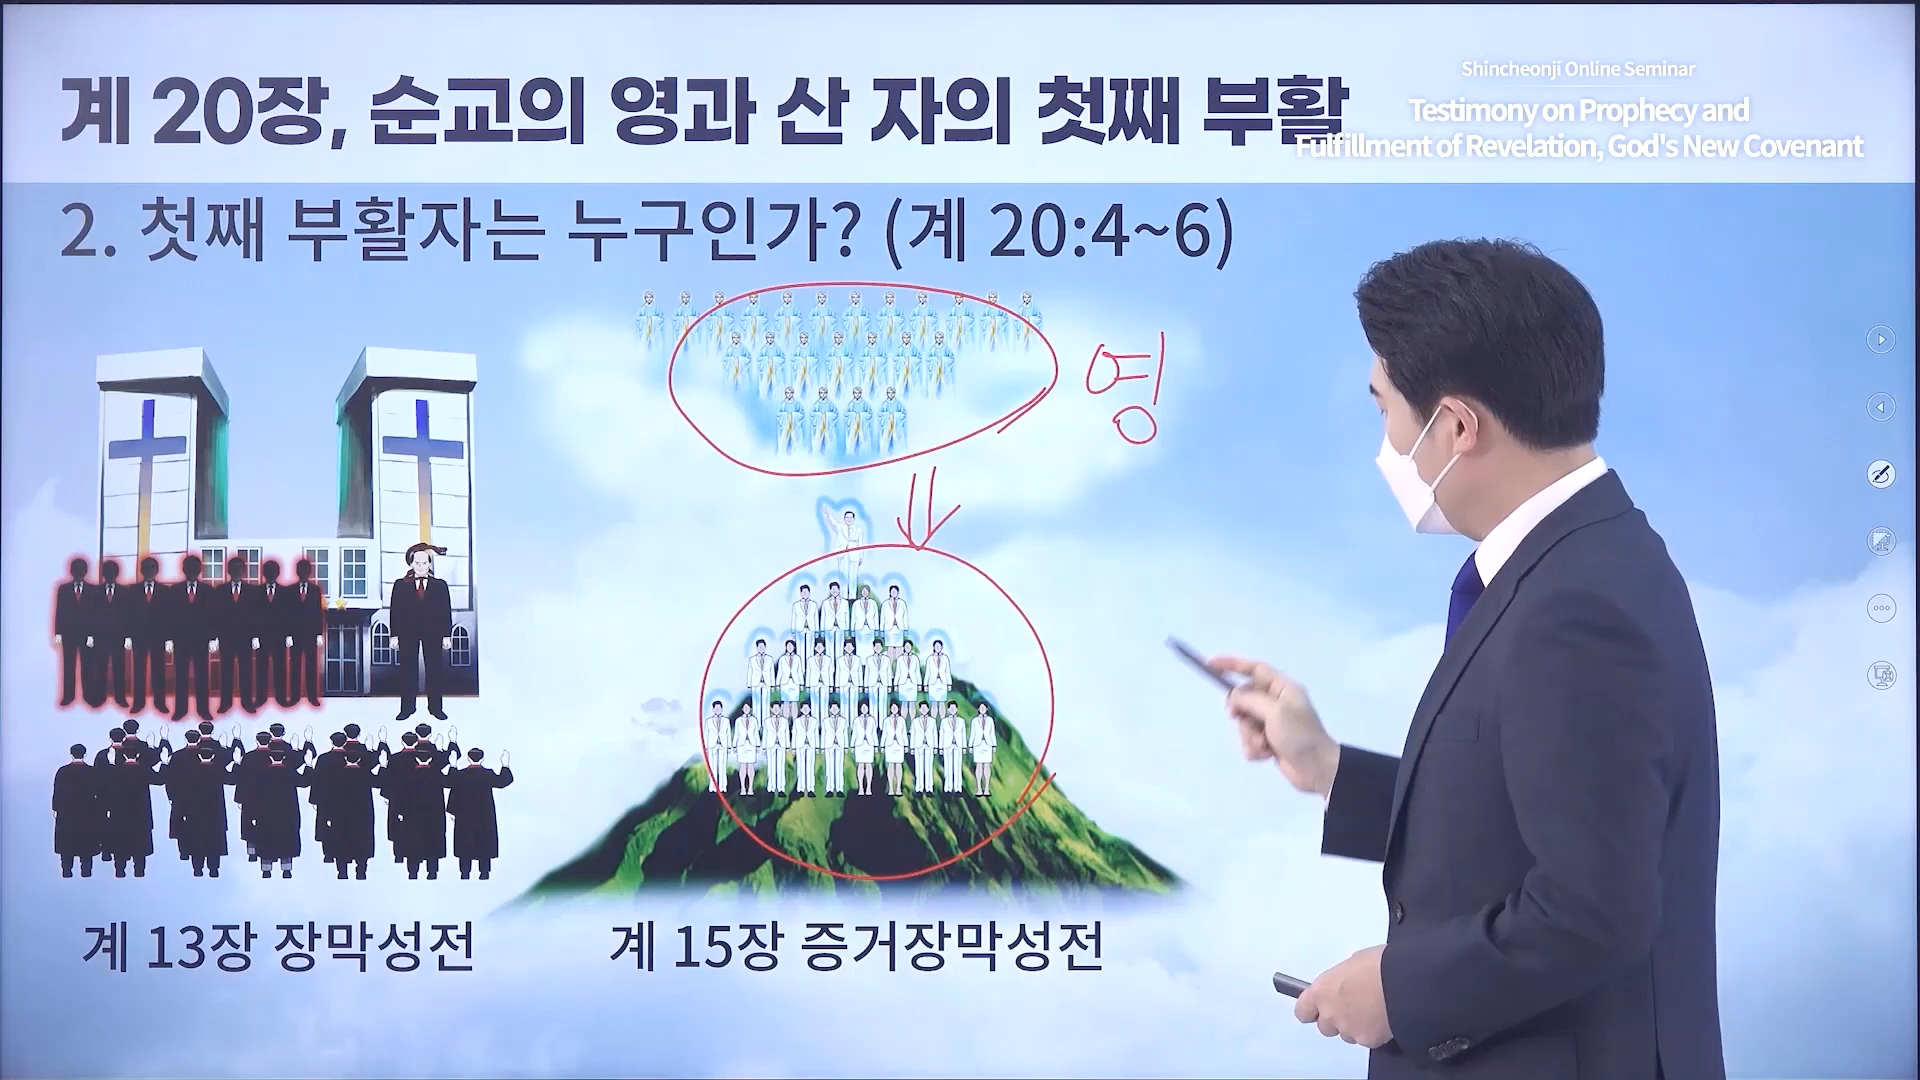 계 20장, 순교의 영과 산 자의 첫째 부활
Shincheonji Online Seminar
Testimony on Prophecy and
Fulfillment of Revelation, God's New Covenant
2. 첫째 부활자는 누구인가? (계 20:4~6)
영
계 13장 장막성전
계 15장 증거장막성전